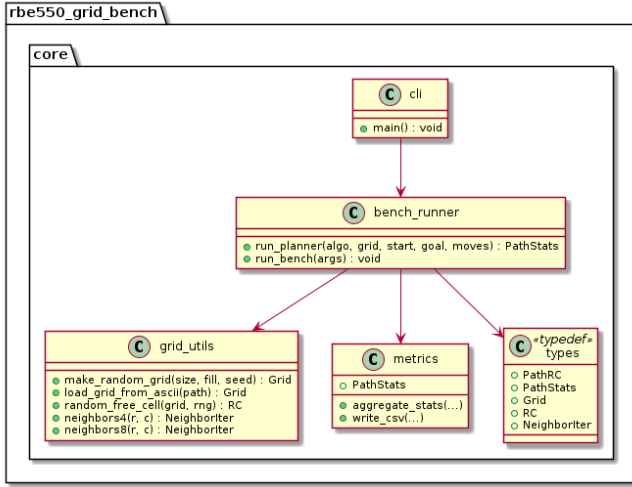 rbe550_grid_bench
core
C cli
main() : void
C bench_runner
run_planner(algo, grid, start, goal, moves) : PathStats
run_bench(args) : void
C grid_utils
make_random_grid(size, fill, seed) : Grid
load_grid_from_ascii(path) : Grid
random_free_cell(grid, rng) : RC
neighbors4(r, c) : NeighborIter
neighbors8(r, c) : NeighborIter
C metrics
PathStats
aggregate_stats(...)
write_csv(...)
C «typedef»
types
PathRC
PathStats
Grid
RC
NeighborIter